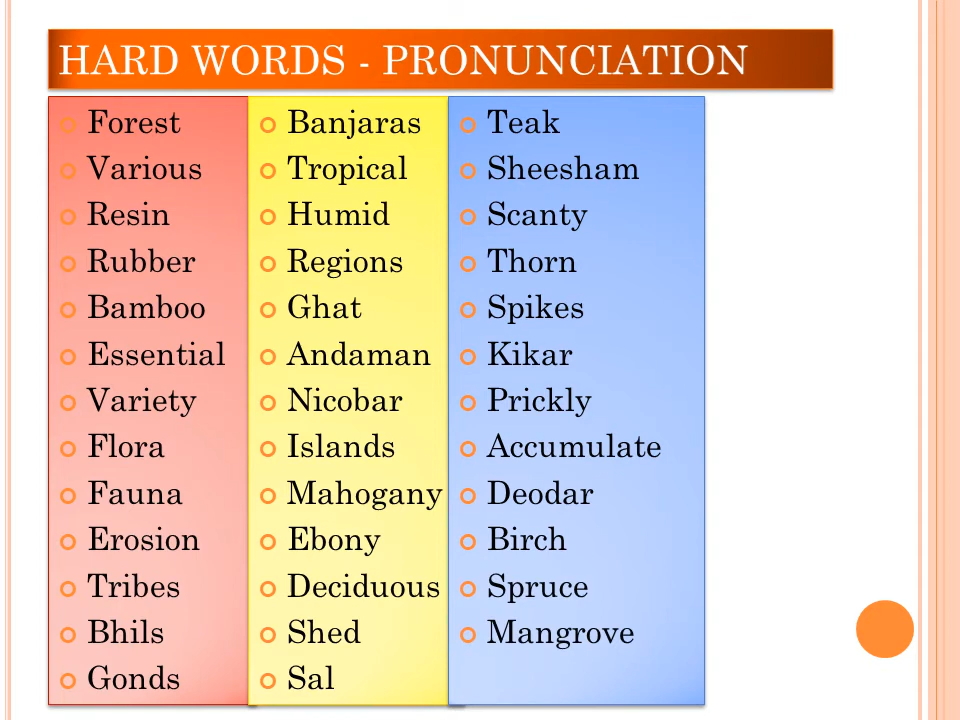 HARD WORDS - PRONUNCIATION
Forest
Various
Resin
Rubber
Bamboo
Essential
Variety
Flora
Fauna
Erosion
Tribes
Bhils
Gonds
Banjaras
Tropical
Humid
Regions
Ghat
Andaman
Nicobar
Islands
Mahogany
Ebony
Deciduous
Shed
Sal
Teak
Sheesham
Scanty
Thorn
Spikes
Kikar
Prickly
Accumulate
Deodar
Birch
Spruce
Mangrove